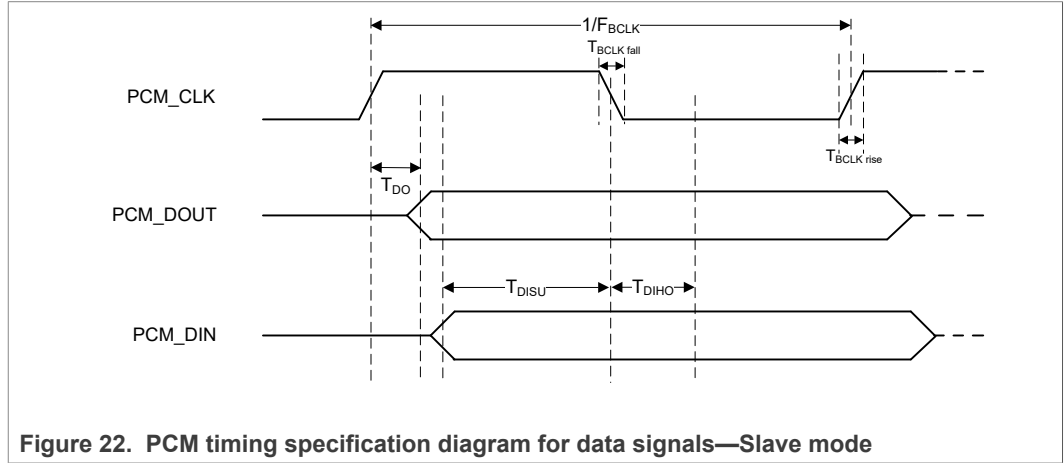 1/FBCLK
TBCLK fall
PCM_CLK
TBCLK rise
TDO
PCM_DOUT
TDISU
TDIHO
PCM_DIN
Figure 22. PCM timing specification diagram for data signals—Slave mode